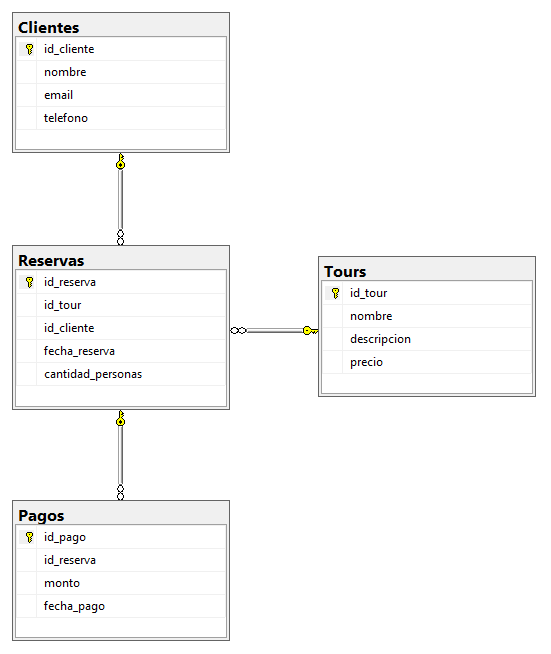 Clientes
id_cliente
nombre
email
telefono
Reservas
id_reserva
id_tour
id_cliente
fecha_reserva
cantidad_personas
Tours
id_tour
nombre
descripcion
precio
Pagos
id_pago
id_reserva
monto
fecha_pago